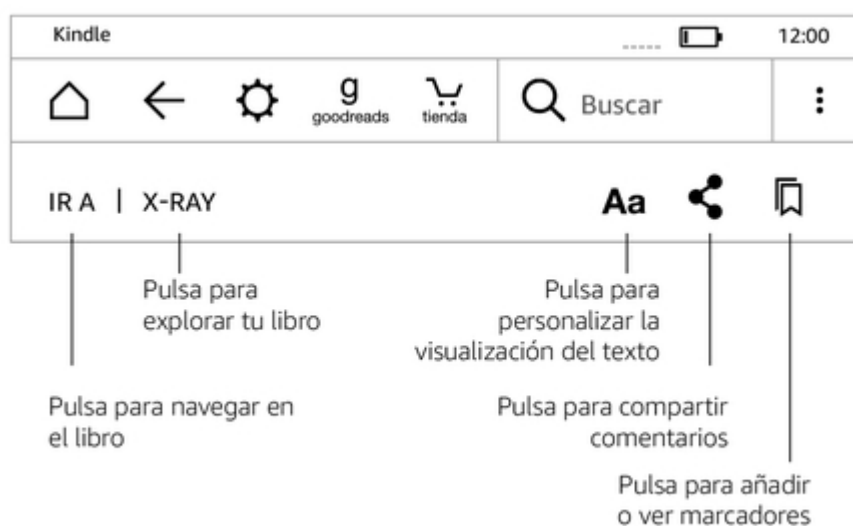 Kindle 12:00
g
goodreads tienda Buscar
IR A | X-RAY Aa
Pulsa para
explorar tu libro
Pulsa para
personalizar la
visualización del texto
Pulsa para navegar en
el libro
Pulsa para compartir
comentarios
Pulsa para añadir
o ver marcadores